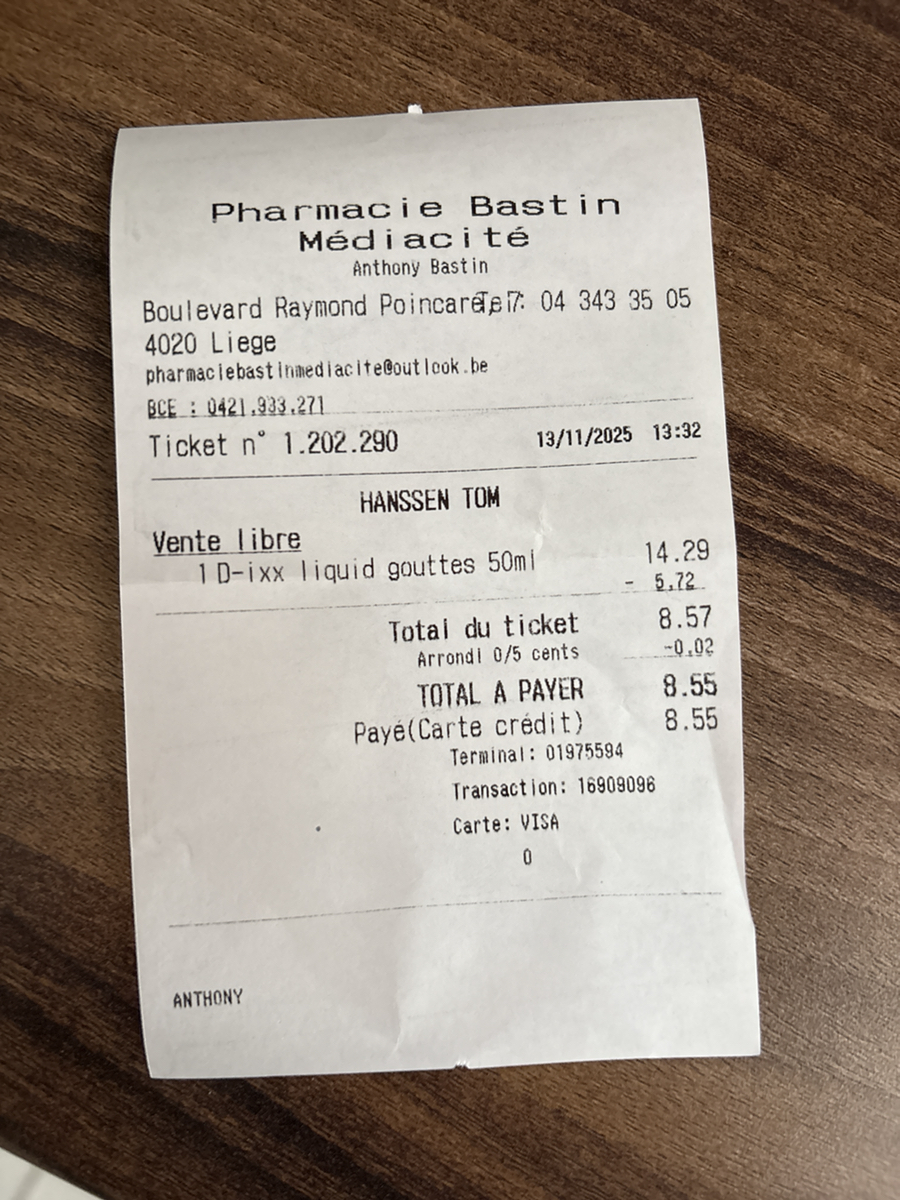 Pharmacie Bastin
Médiacité
Anthony Bastin
Boulevard Raymond Poincaré, 7 Tel : 04 343 35 05
4020 Liege
pharmaciebastinmediacite@outlook.be
BCE : 0421.933.271
Ticket n° 1.202.290 13/11/2025 13:32
HANSSEN TOM
Vente libre
1 D-ixx liquid gouttes 50ml 14.29
- 5.72
Total du ticket 8.57
Arrondi 0/5 cents -0.02
TOTAL A PAYER 8.55
Payé(Carte crédit) 8.55
Terminal: 01975594
Transaction: 16909096
Carte: VISA
0
ANTHONY